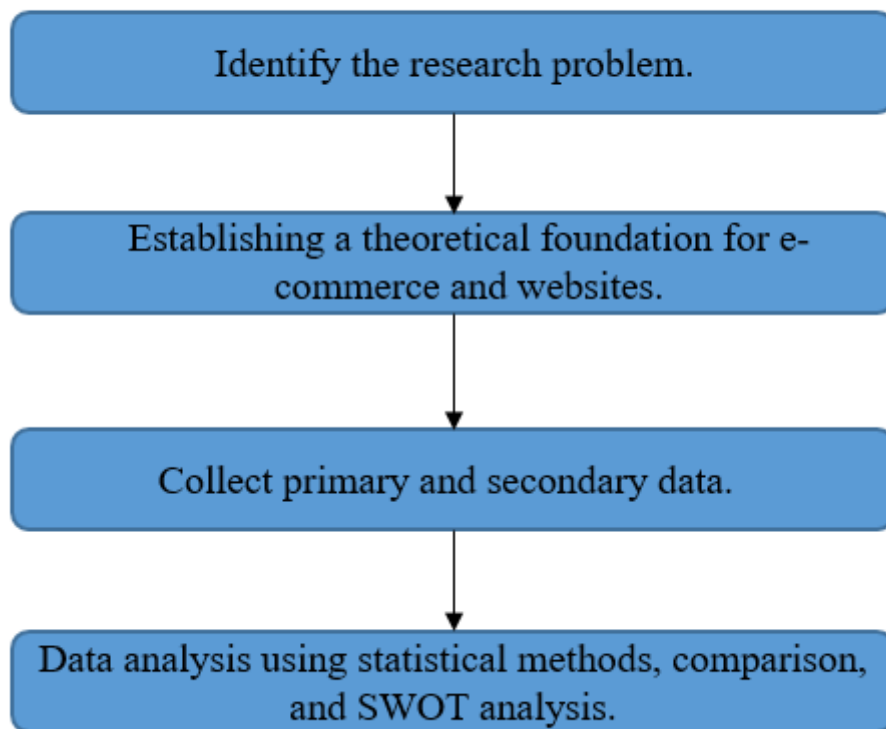 Identify the research problem.
Establishing a theoretical foundation for e-
commerce and websites.
Collect primary and secondary data.
Data analysis using statistical methods, comparison,
and SWOT analysis.